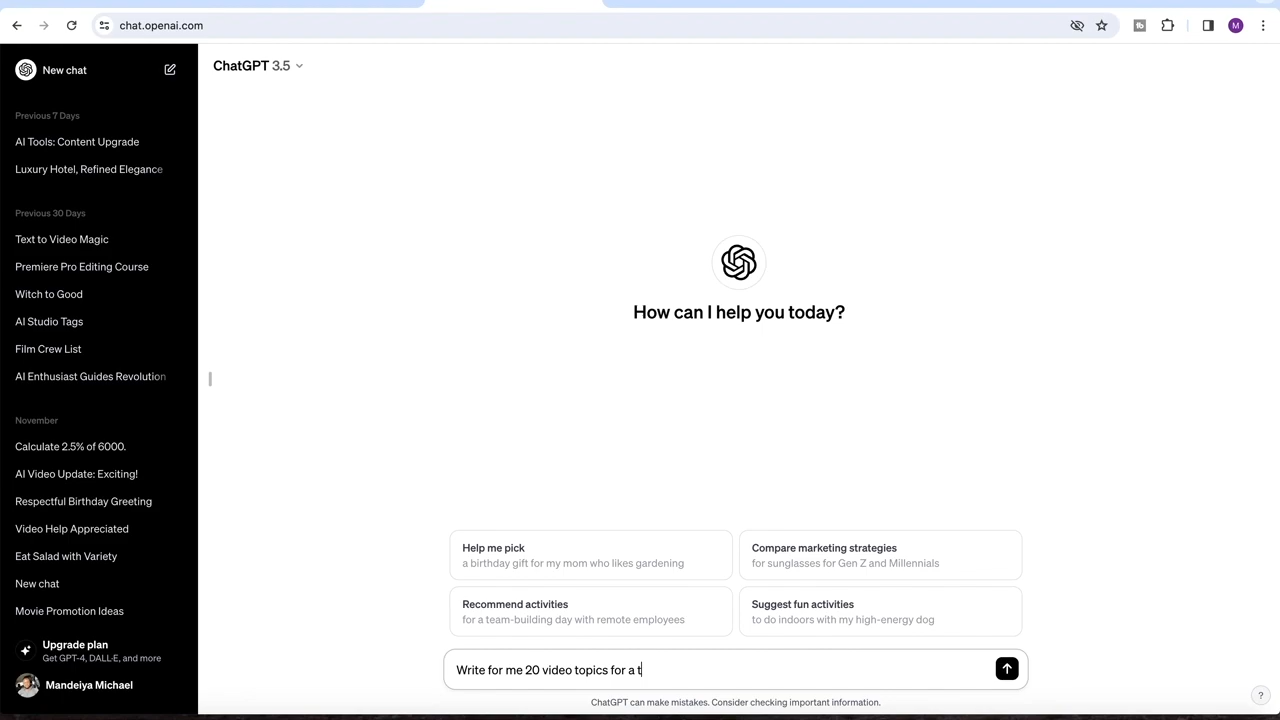 chat.openai.com
M
New chat
ChatGPT 3.5
Previous 7 Days
AI Tools: Content Upgrade
Luxury Hotel, Refined Elegance
Previous 30 Days
Text to Video Magic
Premiere Pro Editing Course
Witch to Good
AI Studio Tags
Film Crew List
AI Enthusiast Guides Revolution
November
Calculate 2.5% of 6000.
AI Video Update: Exciting!
Respectful Birthday Greeting
Video Help Appreciated
Eat Salad with Variety
New chat
Movie Promotion Ideas
Upgrade plan
Get GPT-4, DALL·E, and more
Mandeiya Michael
How can I help you today?
Help me pick
a birthday gift for my mom who likes gardening
Compare marketing strategies
for sunglasses for Gen Z and Millennials
Recommend activities
for a team-building day with remote employees
Suggest fun activities
to do indoors with my high-energy dog
Write for me 20 video topics for a t
ChatGPT can make mistakes. Consider checking important information.
?